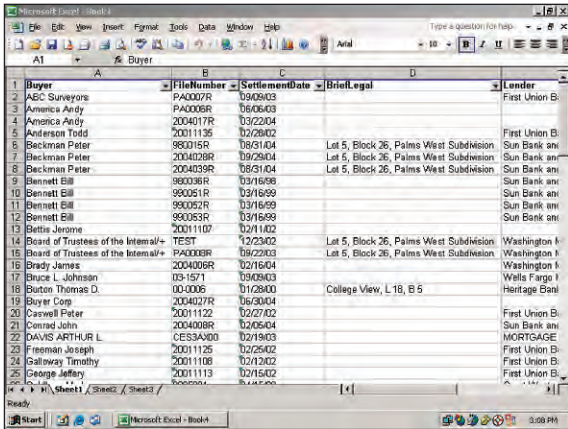 Microsoft Excel - Book4
File Edit View Insert Format Tools Data Window Help Type a question for help
Arial 10 B I U
A1 fx Buyer
A B C D
1 Buyer FileNumber SettlementDate BriefLegal Lender
2 ABC Surveyors PA0007R 09/09/03 First Union B
3 America Andy PA0006R 06/06/03
4 America Andy 2004017R 03/22/04
5 Anderson Todd 20011135 02/28/02 First Union B
6 Beckman Peter 980015R 08/31/04 Lot 5, Block 26, Palms West Subdivision Sun Bank and
7 Beckman Peter 2004028R 09/29/04 Lot 5, Block 26, Palms West Subdivision Sun Bank and
8 Beckman Peter 2004039R 08/31/04 Lot 5, Block 26, Palms West Subdivision Sun Bank and
9 Bennett Bill 980036R 03/16/98 Sun Bank and
10 Bennett Bill 990051R 03/16/99 Sun Bank and
11 Bennett Bill 990052R 03/16/99 Sun Bank and
12 Bennett Bill 990053R 03/16/99 Sun Bank and
13 Bettis Jerome 20011107 02/11/02
14 Board of Trustees of the Internal/+ TEST 12/23/02 Lot 5, Block 26, Palms West Subdivision Washington M
15 Board of Trustees of the Internal/+ PA0008R 09/22/03 Lot 5, Block 26, Palms West Subdivision Washington M
16 Brady James 2004006R 02/16/04 Washington M
17 Bruce L. Johnson 03-1571 09/09/03 Wells Fargo
18 Burton Thomas D. 00-0006 01/28/00 College View, L 18, B 5 Heritage Bank
19 Buyer Corp 2004027R 06/30/04
20 Caswell Peter 20011122 02/27/02 First Union B
21 Conrad John 2004008R 02/05/04 Sun Bank and
22 DAVIS ARTHUR L CES3AX00 02/19/03 MORTGAGE
23 Freeman Joseph 20011125 02/25/02 First Union B
24 Galloway Timothy 20011108 02/12/02 First Union B
25 George Jeffery 20011113 02/15/02 First Union B
Sheet1 Sheet2 Sheet3
Ready
Start Microsoft Excel - Book4 3:08 PM